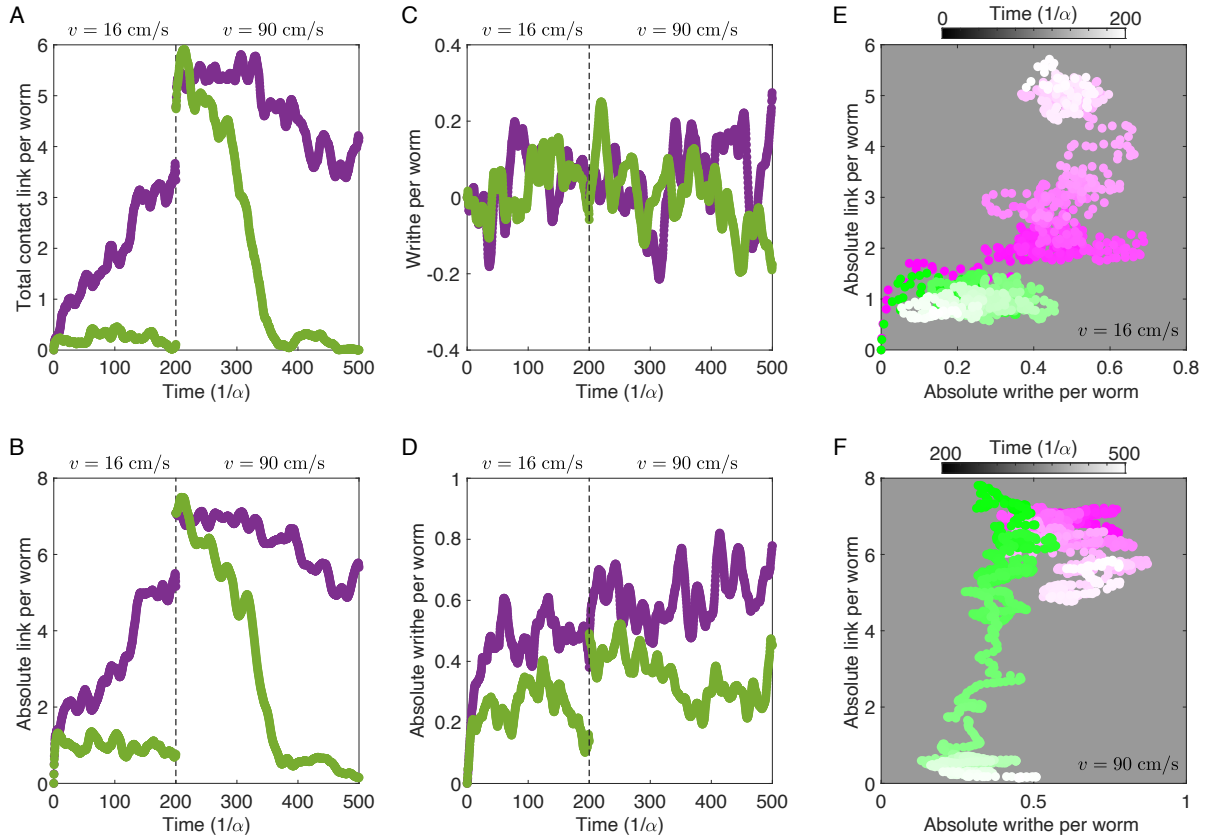 A
v = 16 cm/s
v = 90 cm/s
Total contact link per worm
6
5
4
3
2
1
0
0 100 200 300 400 500
Time (1/α)
C
v = 16 cm/s
v = 90 cm/s
Writhe per worm
0.4
0.2
0
-0.2
-0.4
0 100 200 300 400 500
Time (1/α)
E
Time (1/α)
0 200
Absolute link per worm
6
5
4
3
2
1
0
v = 16 cm/s
0 0.2 0.4 0.6 0.8
Absolute writhe per worm
B
v = 16 cm/s
v = 90 cm/s
Absolute link per worm
8
6
4
2
0
0 100 200 300 400 500
Time (1/α)
D
v = 16 cm/s
v = 90 cm/s
Absolute writhe per worm
1
0.8
0.6
0.4
0.2
0
0 100 200 300 400 500
Time (1/α)
F
Time (1/α)
200 500
Absolute link per worm
8
7
6
5
4
3
2
1
0
v = 90 cm/s
0 0.5 1
Absolute writhe per worm